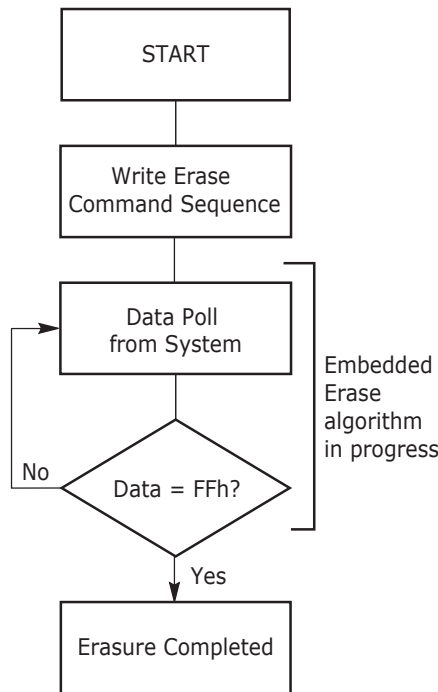 START
Write Erase
Command Sequence
Data Poll
from System
Embedded
Erase
algorithm
in progress
No
Data = FFh?
Yes
Erasure Completed